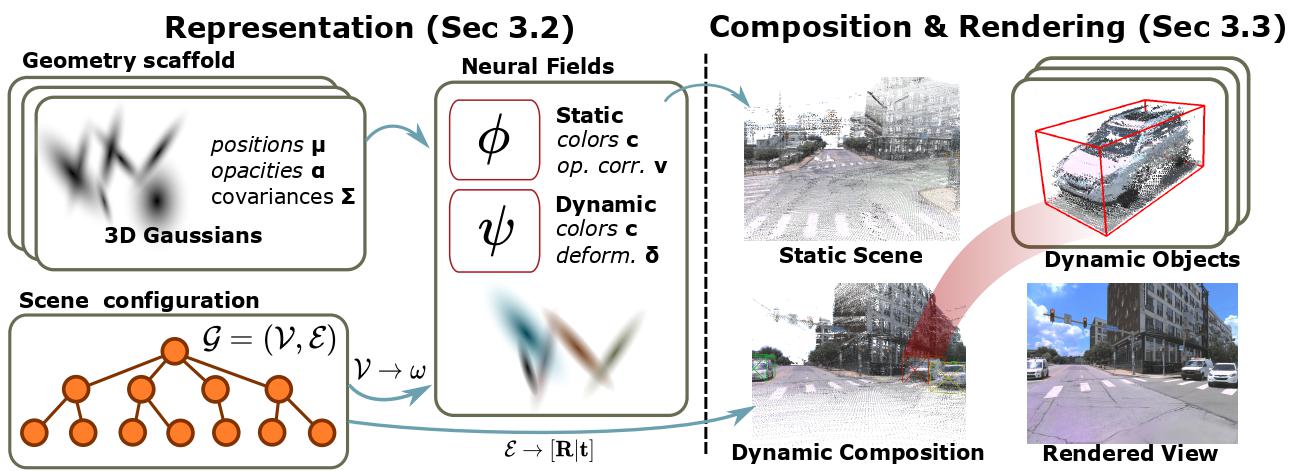 Representation (Sec 3.2)
Composition & Rendering (Sec 3.3)
Geometry scaffold
positions μ
opacities α
covariances Σ
3D Gaussians
Scene configuration
𝒢 = (𝒱, ℰ)
𝒱 → ω
ℰ → [R|t]
Neural Fields
ϕ
Static
colors c
op. corr. v
ψ
Dynamic
colors c
deform. δ
Static Scene
Dynamic Objects
Dynamic Composition
Rendered View